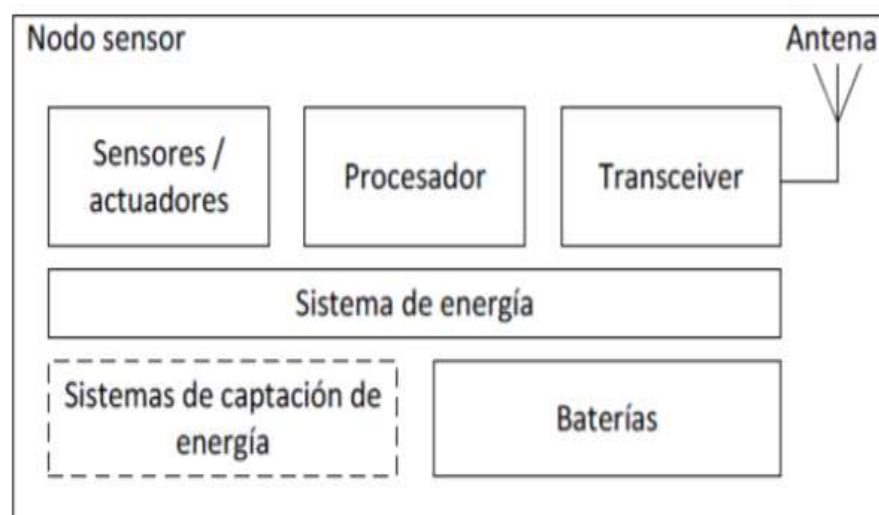 Nodo sensor
Antena
Sensores /
actuadores
Procesador
Transceiver
Sistema de energía
Sistemas de captación de
energía
Baterías